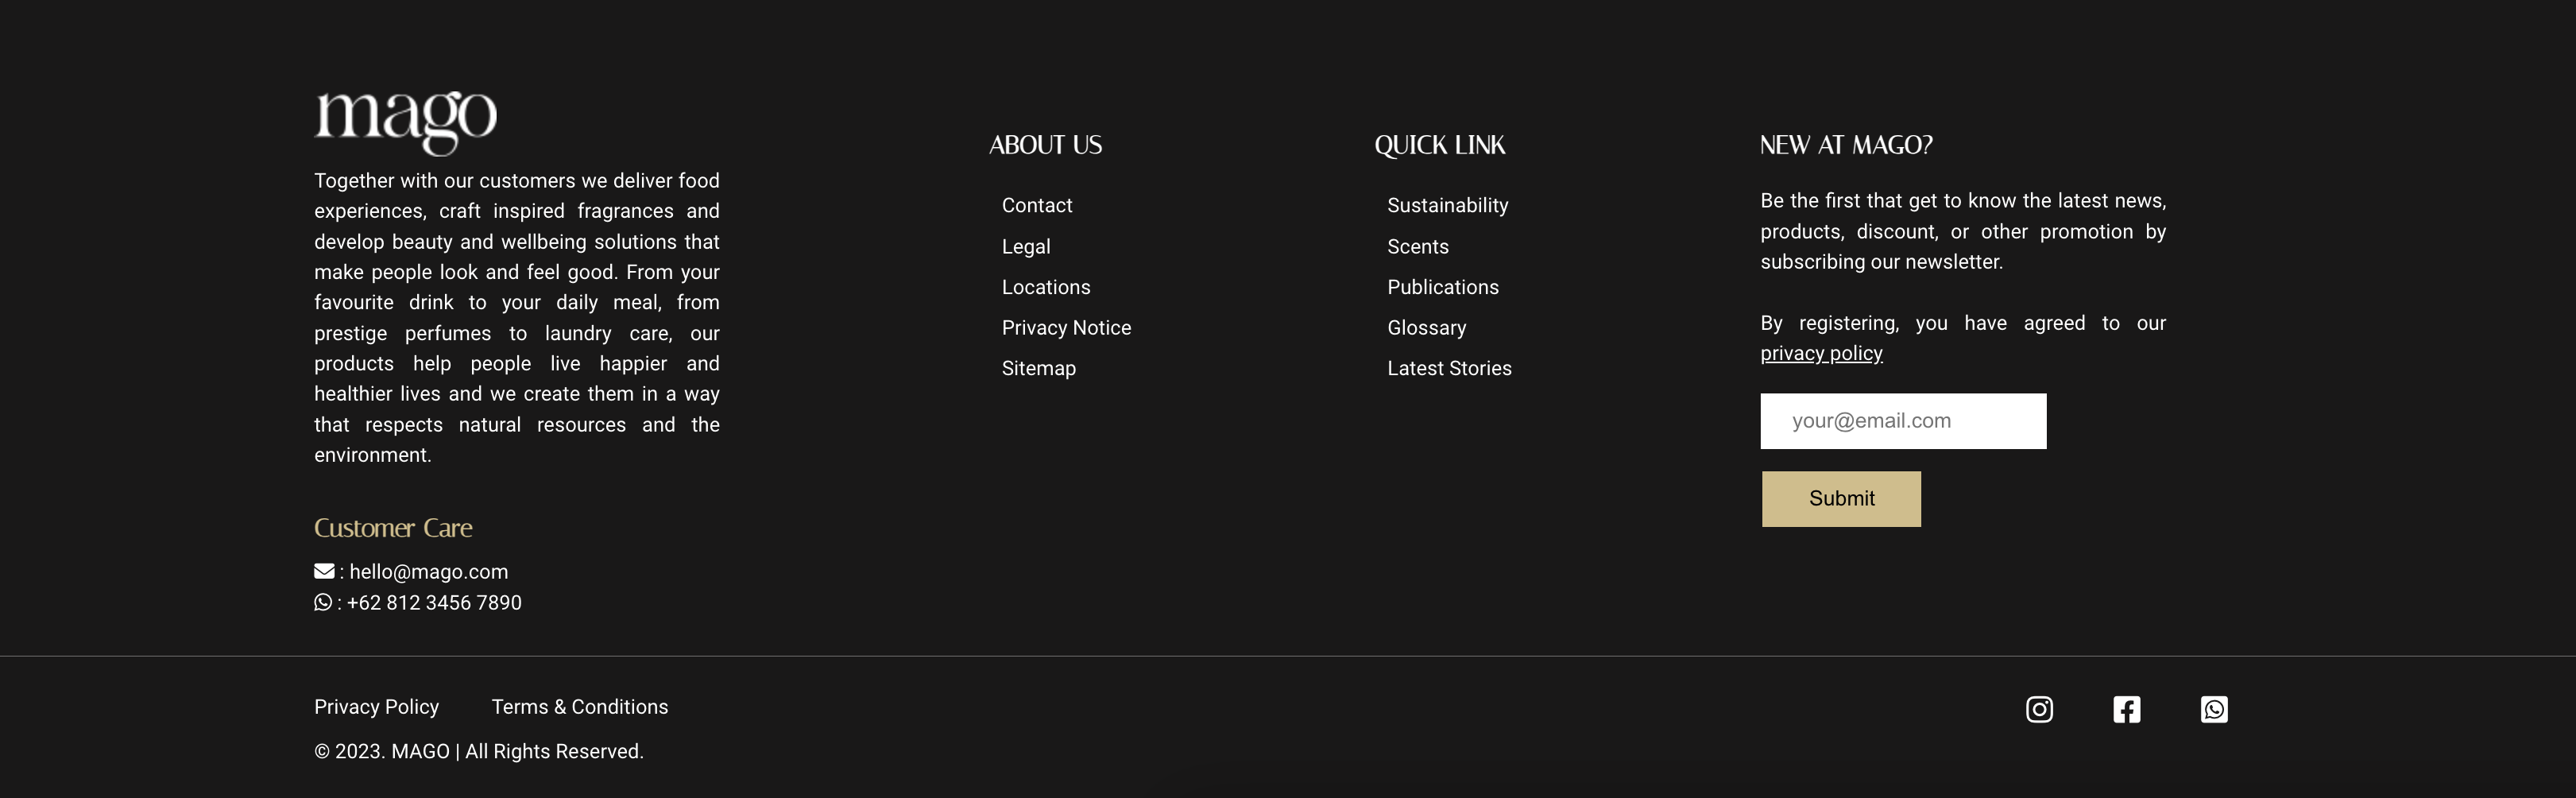 mago
Together with our customers we deliver food
experiences, craft inspired fragrances and
develop beauty and wellbeing solutions that
make people look and feel good. From your
favourite drink to your daily meal, from
prestige perfumes to laundry care, our
products help people live happier and
healthier lives and we create them in a way
that respects natural resources and the
environment.
Customer Care
: hello@mago.com
: +62 812 3456 7890
ABOUT US
Contact
Legal
Locations
Privacy Notice
Sitemap
QUICK LINK
Sustainability
Scents
Publications
Glossary
Latest Stories
NEW AT MAGO?
Be the first that get to know the latest news,
products, discount, or other promotion by
subscribing our newsletter.
By registering, you have agreed to our
privacy policy
your@email.com
Submit
Privacy Policy
Terms & Conditions
© 2023. MAGO | All Rights Reserved.